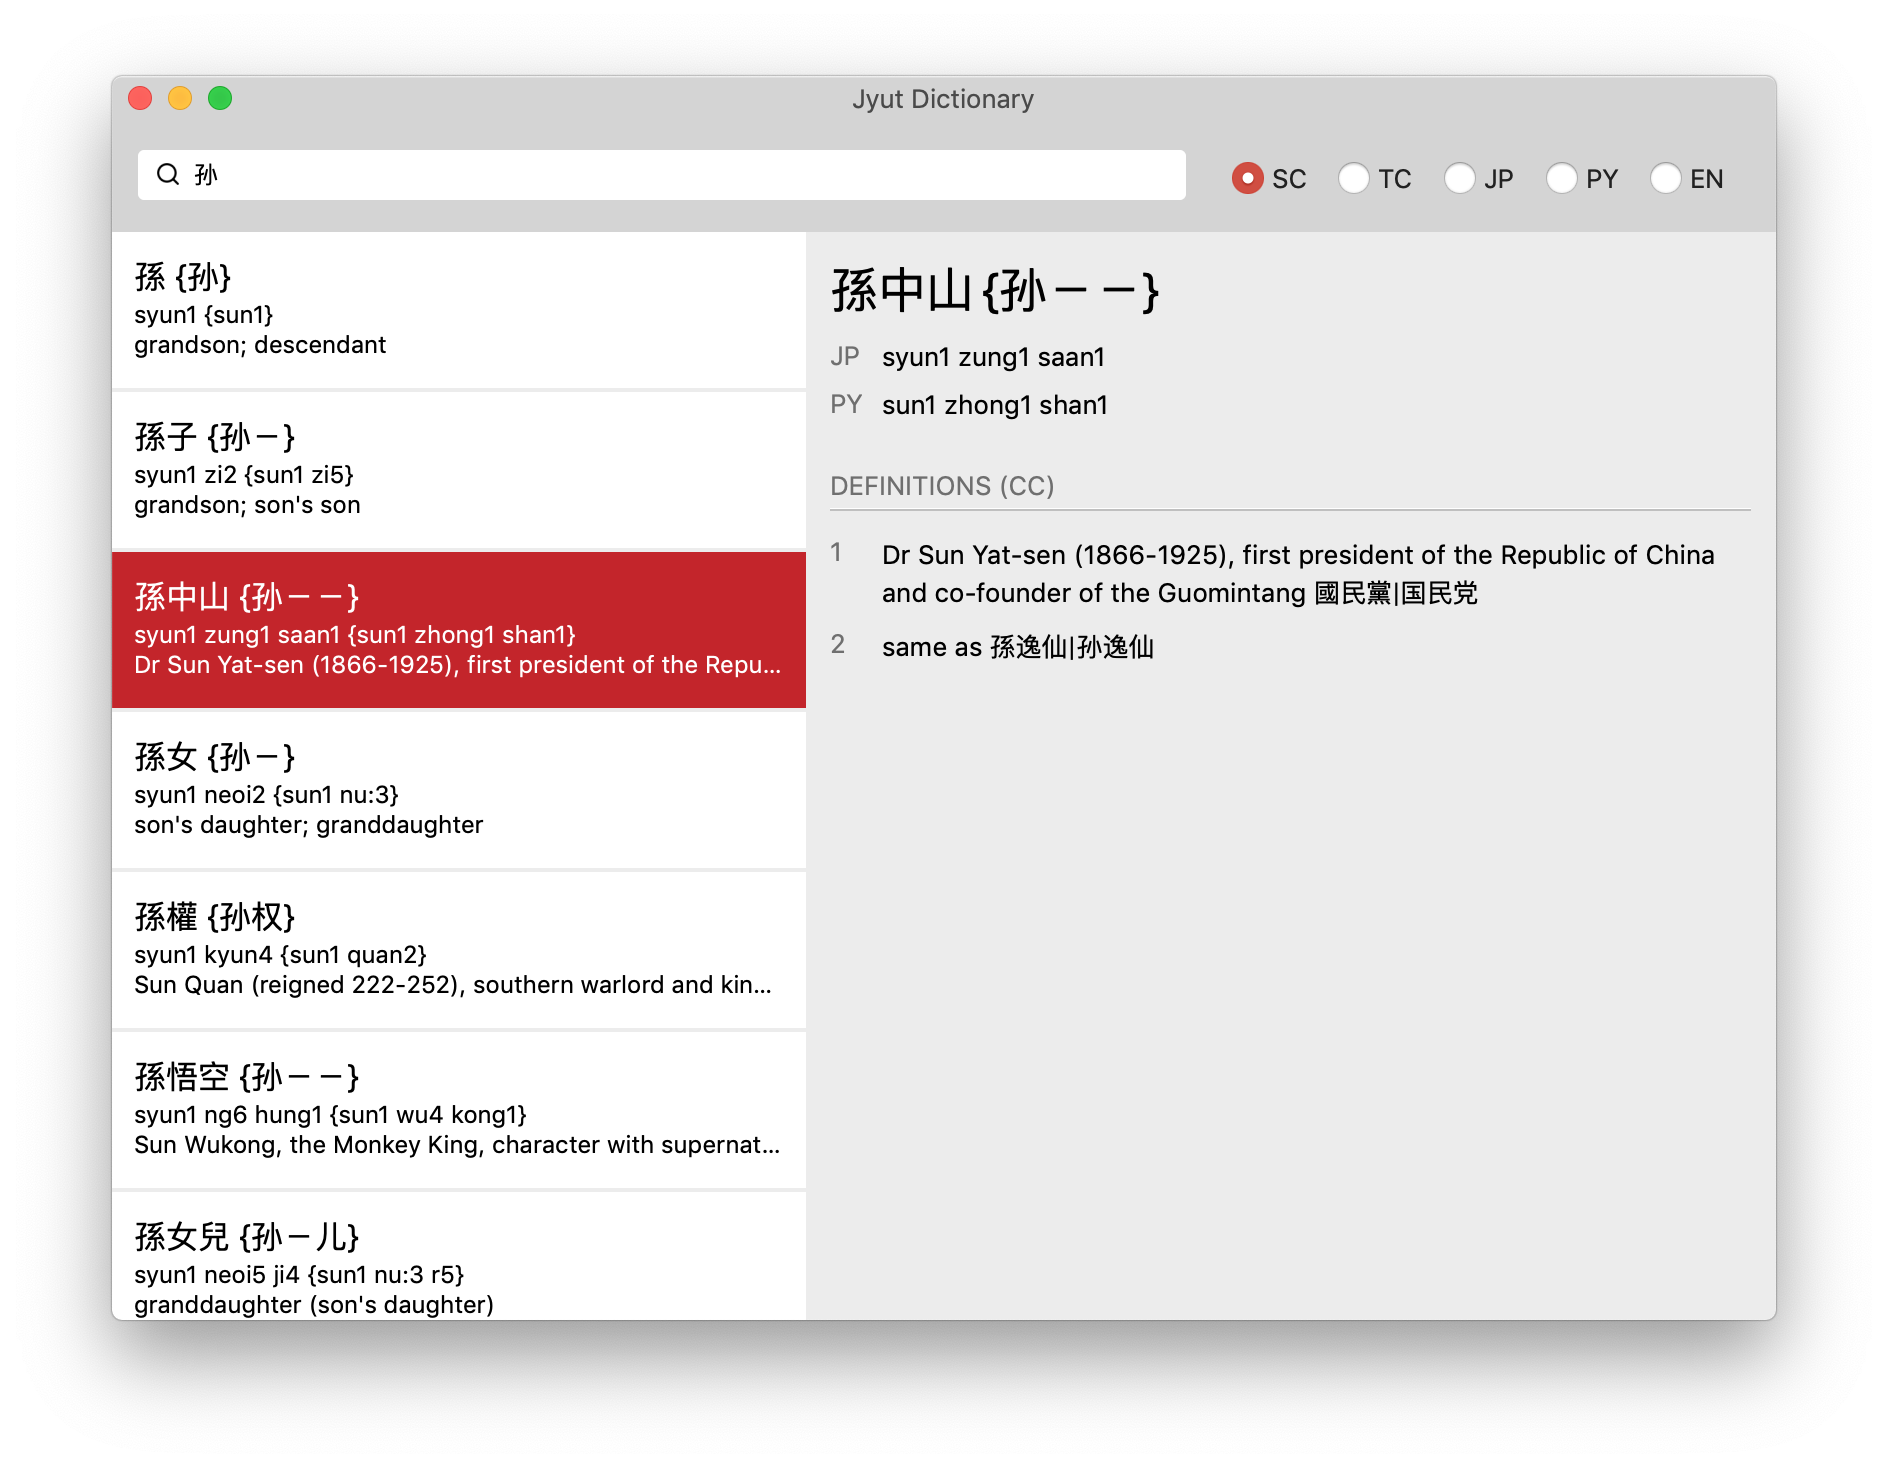 Jyut Dictionary
孙
SC TC JP PY EN
孫 {孙}
syun1 {sun1}
grandson; descendant
孫子 {孙－}
syun1 zi2 {sun1 zi5}
grandson; son's son
孫中山 {孙－－}
syun1 zung1 saan1 {sun1 zhong1 shan1}
Dr Sun Yat-sen (1866-1925), first president of the Repu...
孫女 {孙－}
syun1 neoi2 {sun1 nu:3}
son's daughter; granddaughter
孫權 {孙权}
syun1 kyun4 {sun1 quan2}
Sun Quan (reigned 222-252), southern warlord and kin...
孫悟空 {孙－－}
syun1 ng6 hung1 {sun1 wu4 kong1}
Sun Wukong, the Monkey King, character with supernat...
孫女兒 {孙－儿}
syun1 neoi5 ji4 {sun1 nu:3 r5}
granddaughter (son's daughter)
孫中山 {孙－－}
JP syun1 zung1 saan1
PY sun1 zhong1 shan1
DEFINITIONS (CC)
1 Dr Sun Yat-sen (1866-1925), first president of the Republic of China
and co-founder of the Guomintang 國民黨|国民党
2 same as 孫逸仙|孙逸仙